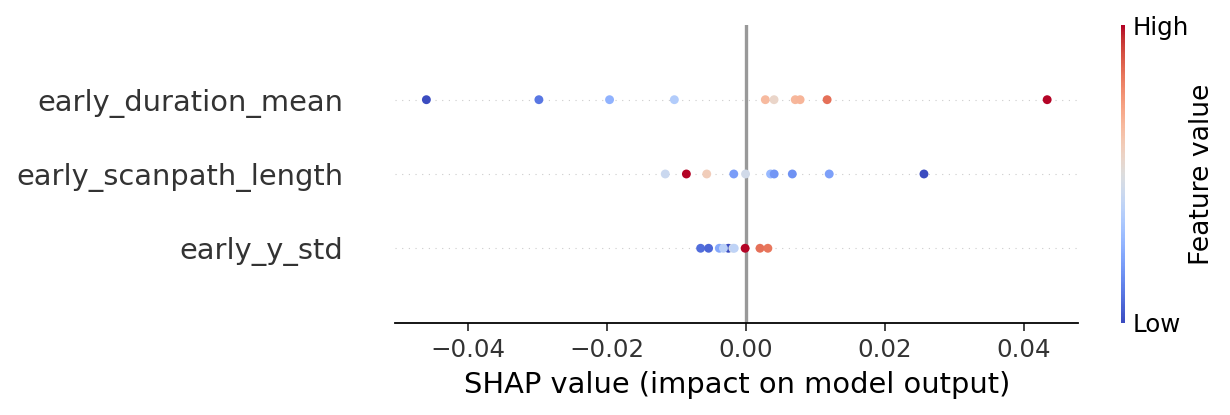 High
early_duration_mean
early_scanpath_length
early_y_std
Feature value
Low
−0.04 −0.02 0.00 0.02 0.04
SHAP value (impact on model output)